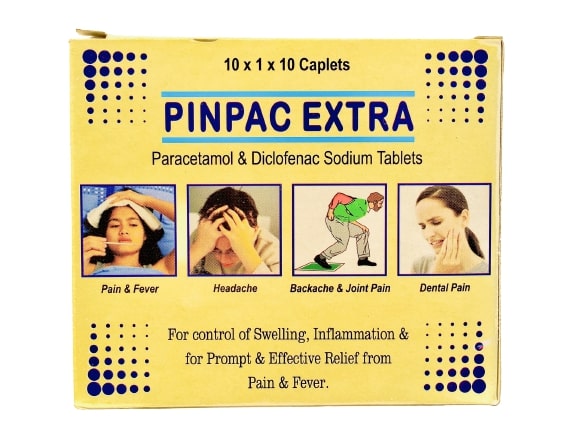 10 x 1 x 10 Caplets
PINPAC EXTRA
Paracetamol & Diclofenac Sodium Tablets
Pain & Fever
Headache
Backache & Joint Pain
Dental Pain
For control of Swelling, Inflammation &
for Prompt & Effective Relief from
Pain & Fever.